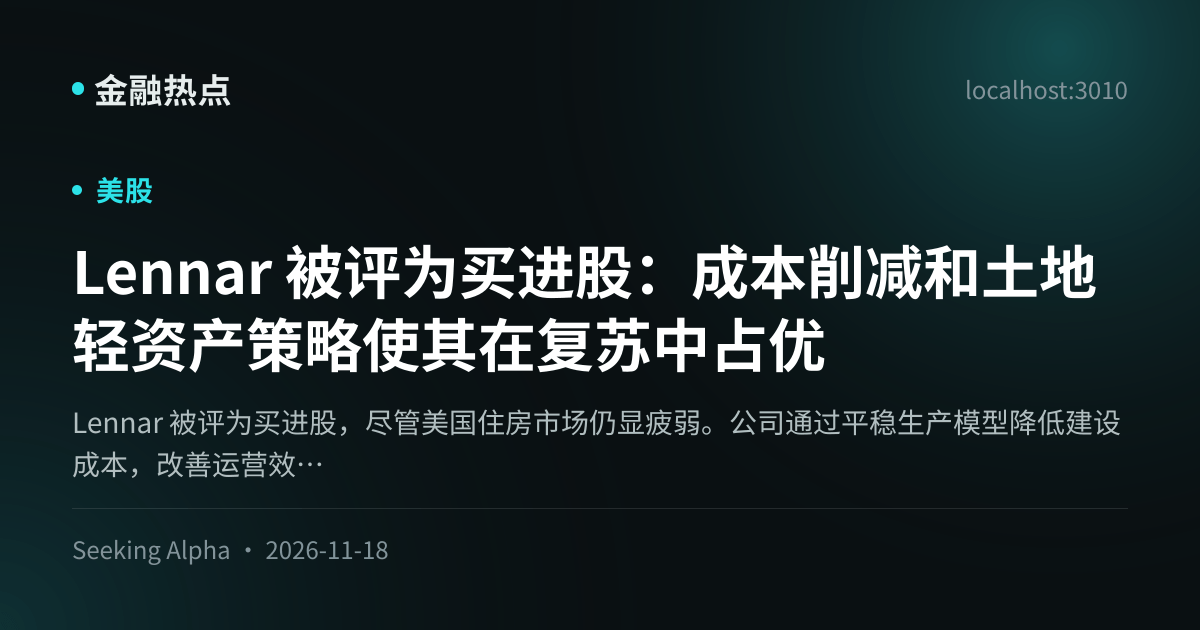 金融热点
localhost:3010
美股
Lennar 被评为买进股：成本削减和土地
轻资产策略使其在复苏中占优
Lennar 被评为买进股，尽管美国住房市场仍显疲弱。公司通过平稳生产模型降低建设
成本，改善运营效…
Seeking Alpha · 2026-11-18